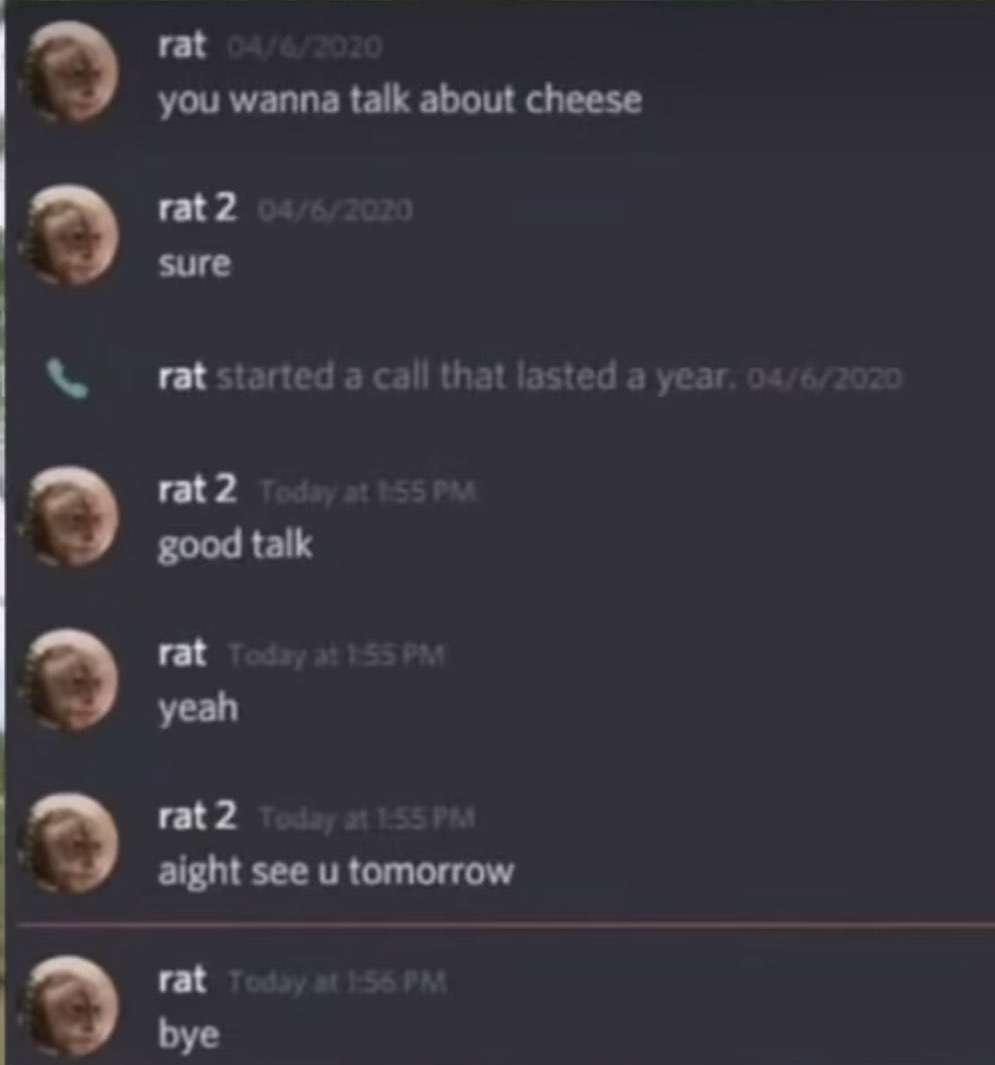 rat 04/6/2020
you wanna talk about cheese
rat 2 04/6/2020
sure
rat started a call that lasted a year. 04/6/2020
rat 2 Today at 1:55 PM
good talk
rat Today at 1:55 PM
yeah
rat 2 Today at 1:55 PM
aight see u tomorrow
rat Today at 1:56 PM
bye